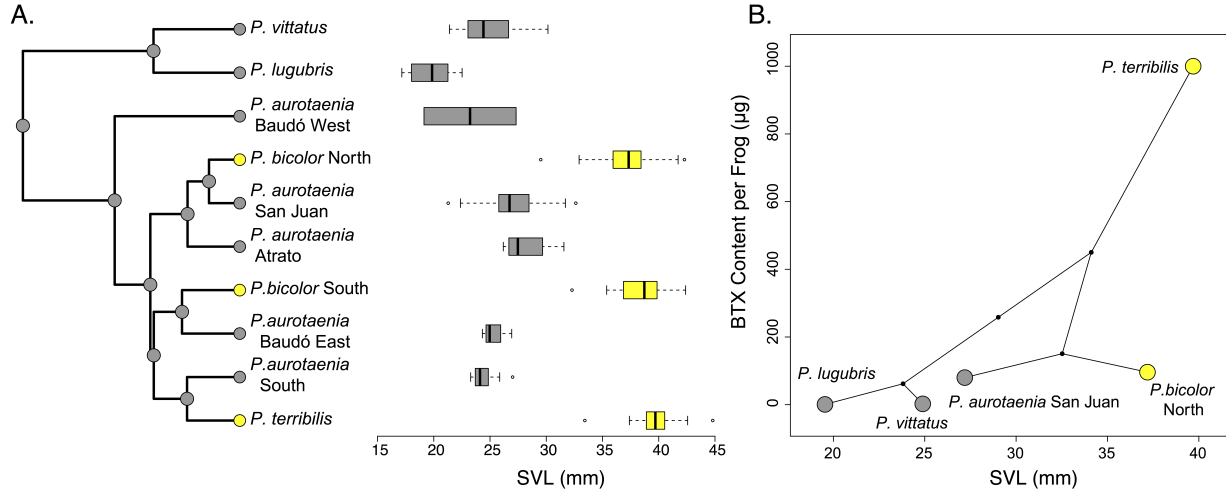 A.
P. vittatus
P. lugubris
P. aurotaenia
Baudó West
P. bicolor North
P. aurotaenia
San Juan
P. aurotaenia
Atrato
P.bicolor South
P.aurotaenia
Baudó East
P.aurotaenia
South
P. terribilis
15 20 25 30 35 40 45
SVL (mm)
B.
BTX Content per Frog (µg)
1000
800
600
400
200
0
P. terribilis
P. lugubris
P. vittatus
P. aurotaenia San Juan
P.bicolor
North
20 25 30 35 40
SVL (mm)